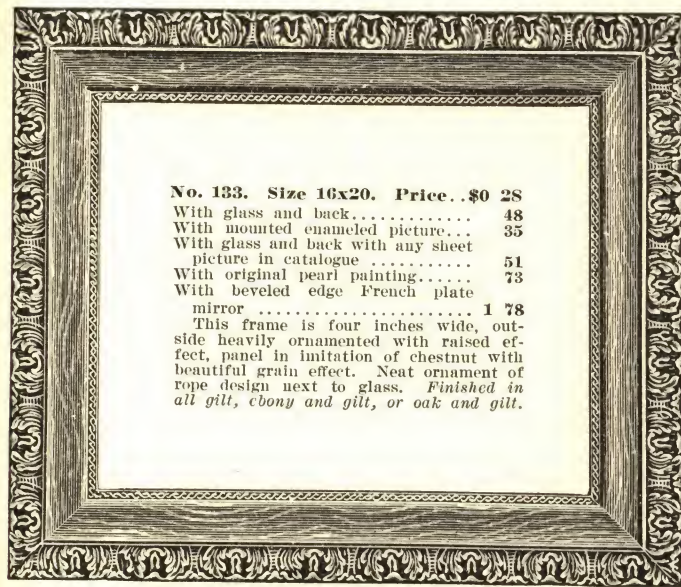 No. 133. Size 16x20. Price..$0 28
With glass and back............. 48
With mounted enameled picture... 35
With glass and back with any sheet
picture in catalogue ........... 51
With original pearl painting...... 73
With beveled edge French plate
mirror ....................... 1 78
This frame is four inches wide, out-
side heavily ornamented with raised ef-
fect, panel in imitation of chestnut with
beautiful grain effect. Neat ornament of
rope design next to glass. Finished in
all gilt, ebony and gilt, or oak and gilt.